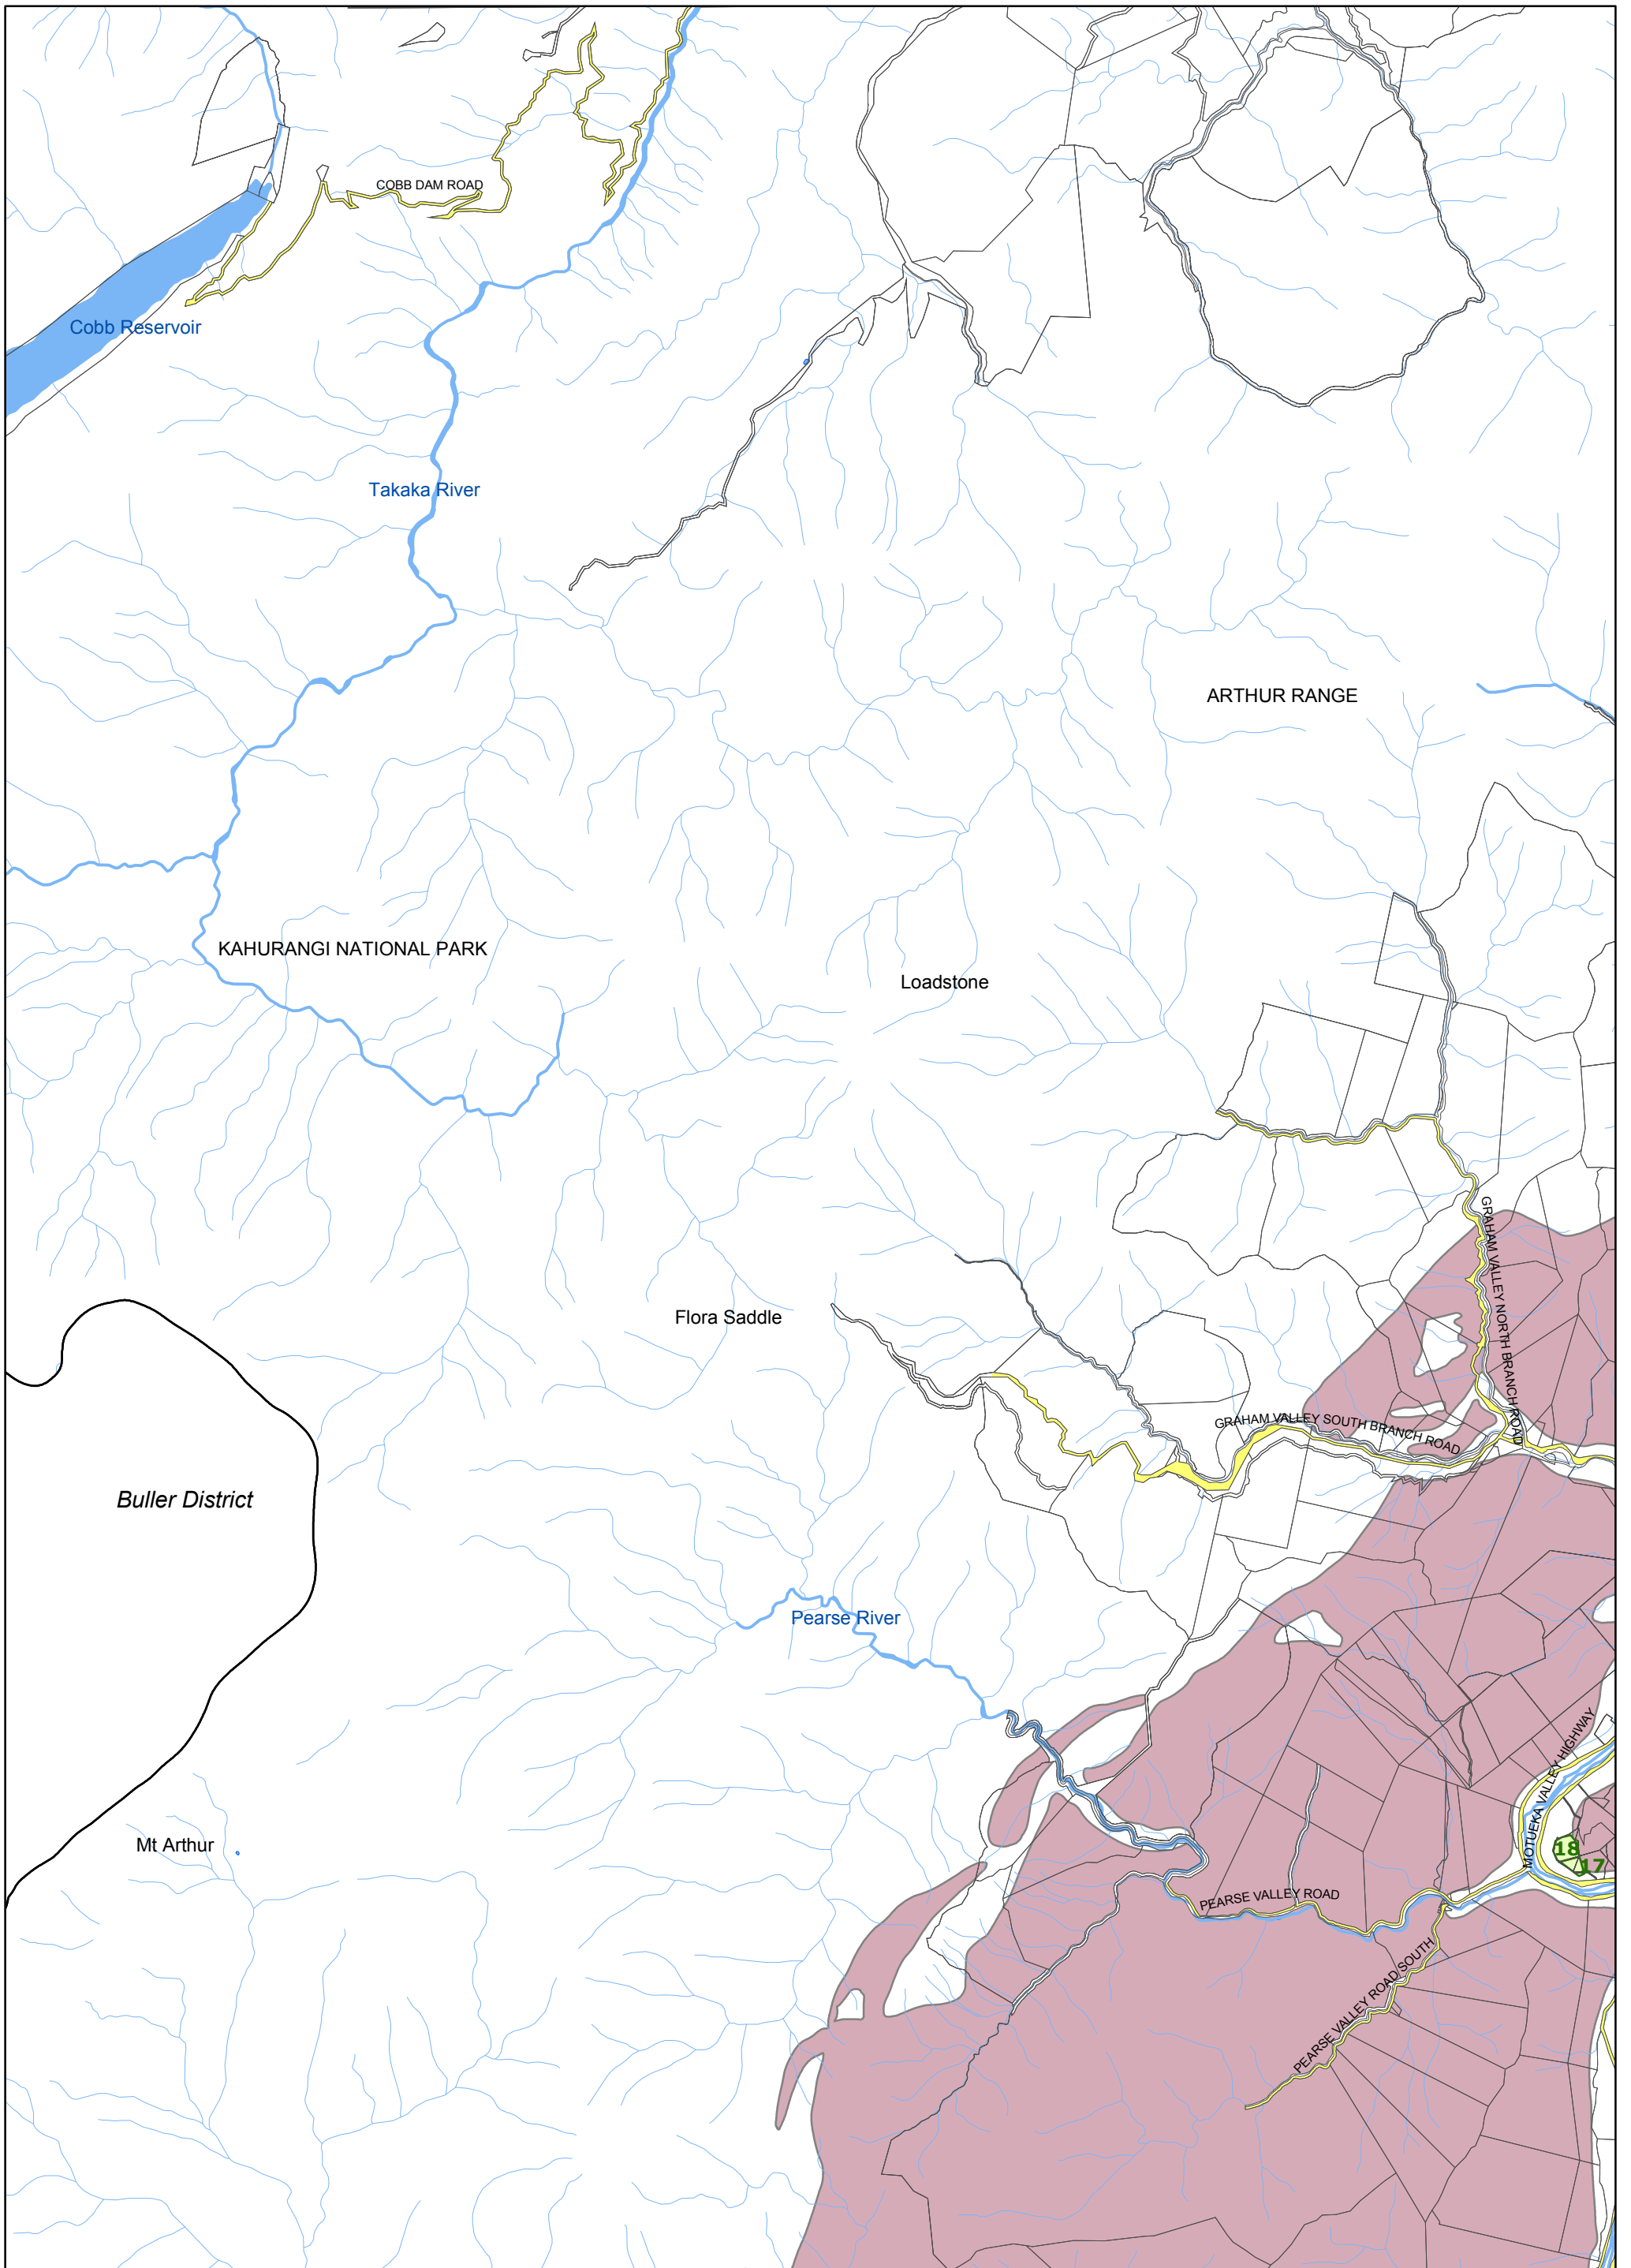 COBB DAM ROAD
Cobb Reservoir
Takaka River
ARTHUR RANGE
KAHURANGI NATIONAL PARK
Loadstone
GRAHAM VALLEY NORTH BRANCH ROAD
Flora Saddle
GRAHAM VALLEY SOUTH BRANCH ROAD
Buller District
Pearse River
MOTUEKA VALLEY HIGHWAY
Mt Arthur
18
17
PEARSE VALLEY ROAD
PEARSE VALLEY ROAD SOUTH